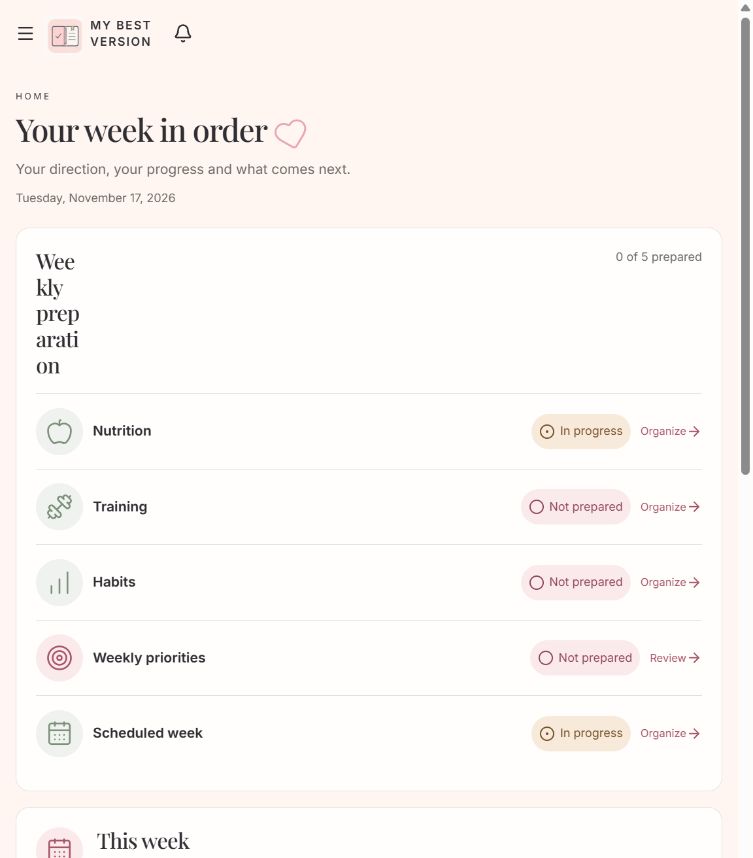 MY BEST
VERSION
HOME
Your week in order
Your direction, your progress and what comes next.
Tuesday, November 17, 2026
Wee
kly
prep
arati
on
0 of 5 prepared
Nutrition
In progress
Organize
Training
Not prepared
Organize
Habits
Not prepared
Organize
Weekly priorities
Not prepared
Review
Scheduled week
In progress
Organize
This week